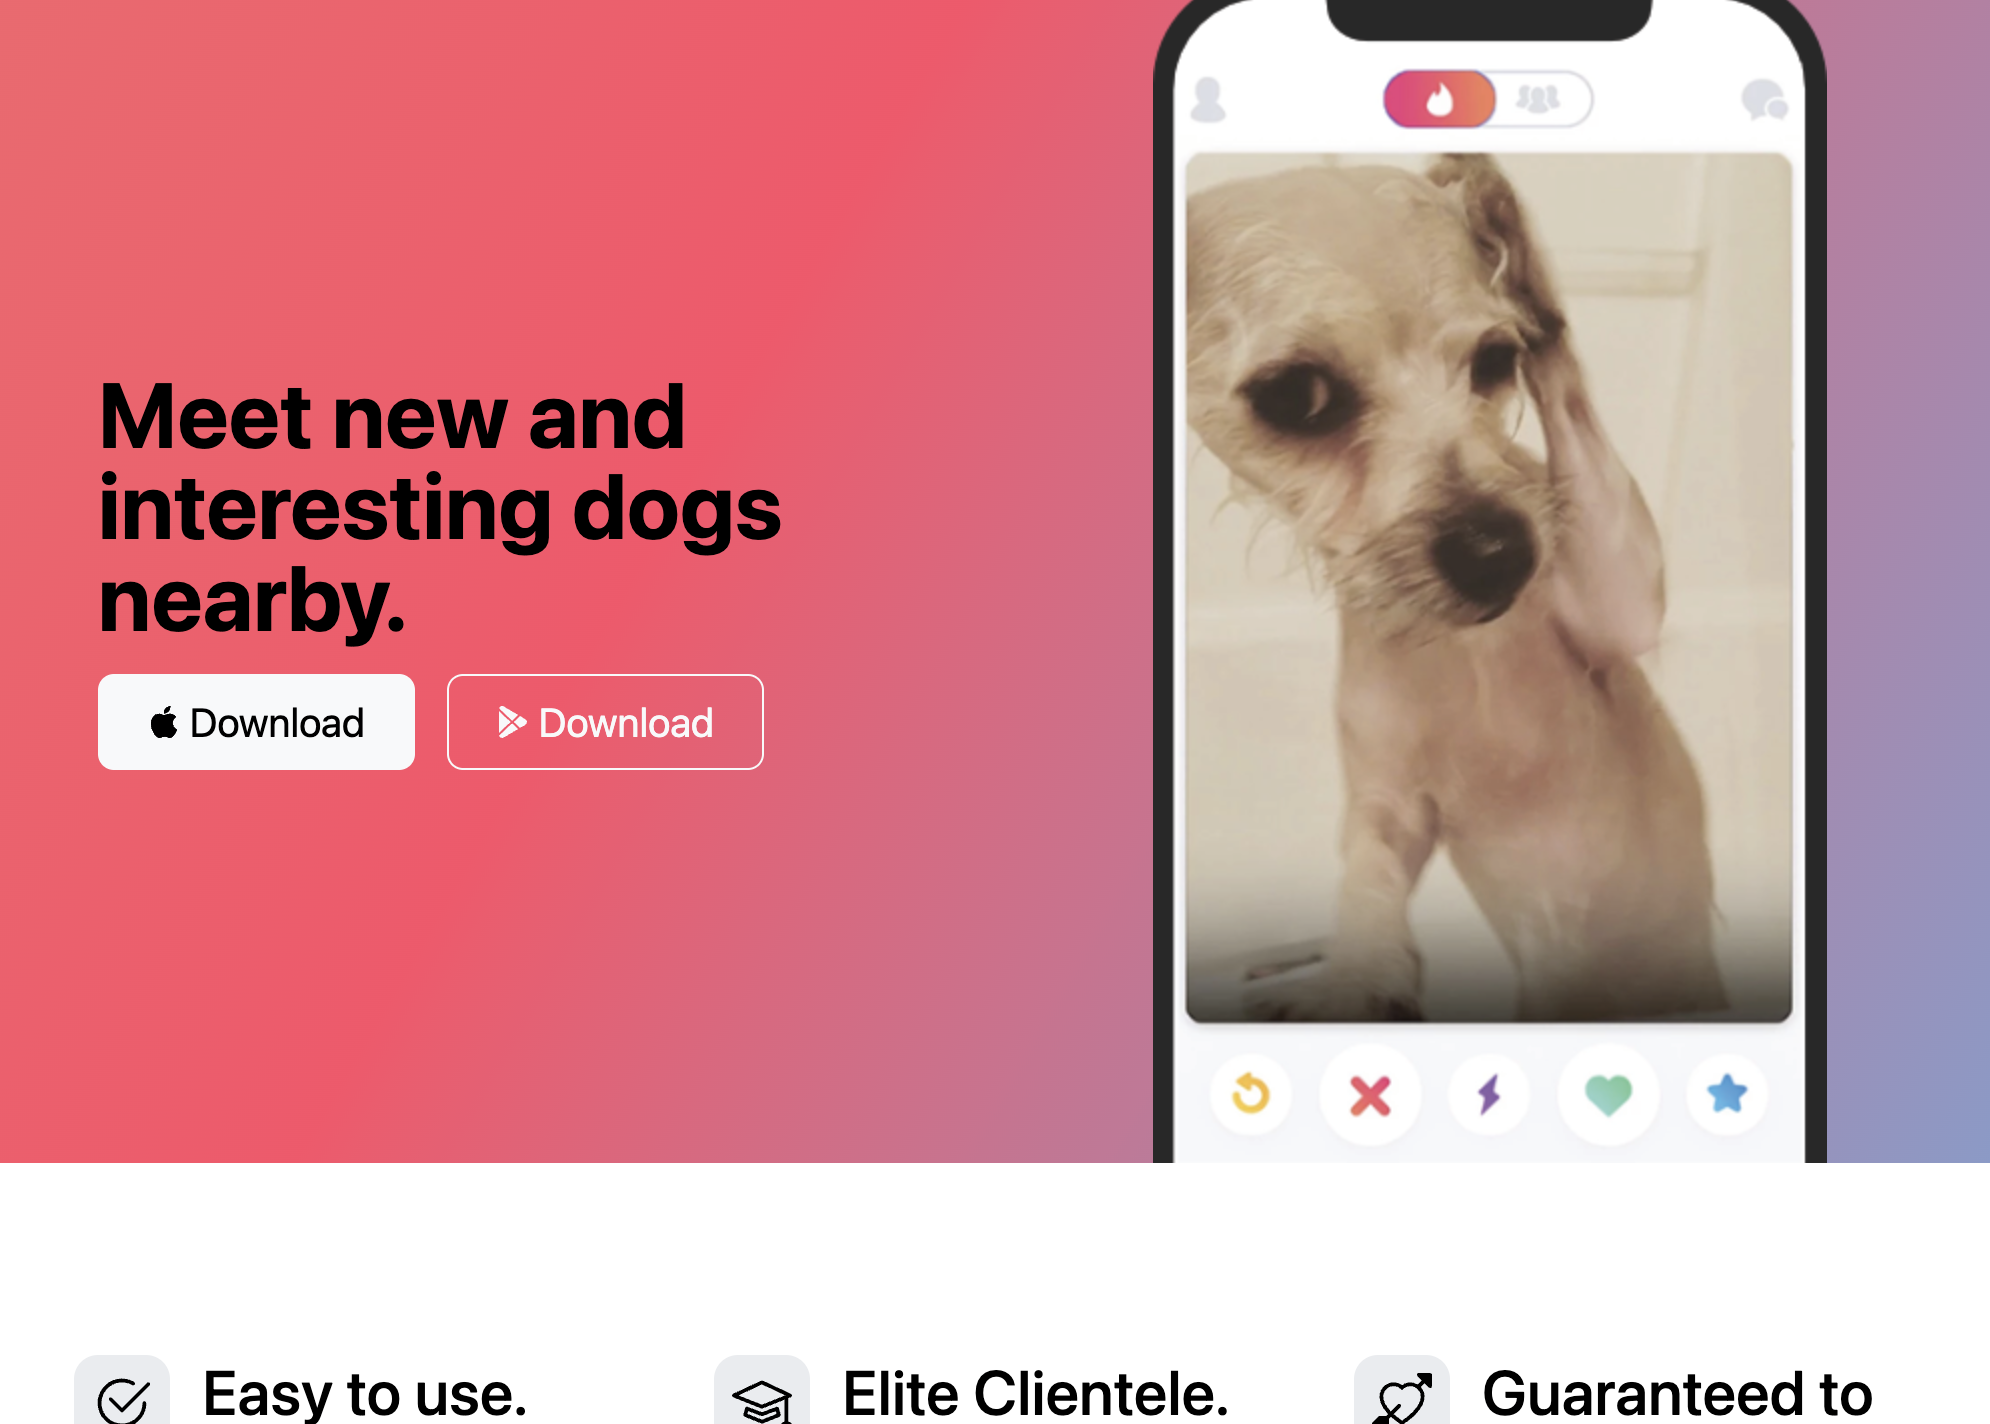 Meet new and
interesting dogs
nearby.
Download
Download
Easy to use.
Elite Clientele.
Guaranteed to